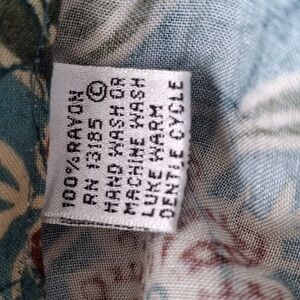 100% RAYON
RN 13185 ©
HAND WASH OR
MACHINE WASH
LUKE WARM
GENTLE CYCLE